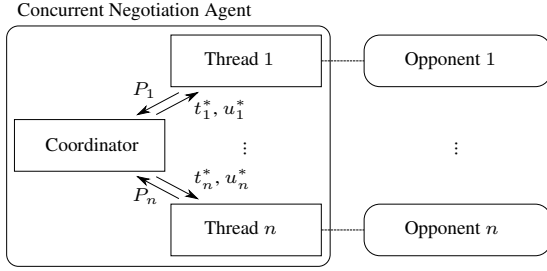 Concurrent Negotiation Agent
Thread 1
Opponent 1
P₁
t₁*, u₁*
Coordinator
⋮
⋮
tₙ*, uₙ*
Pₙ
Thread n
Opponent n